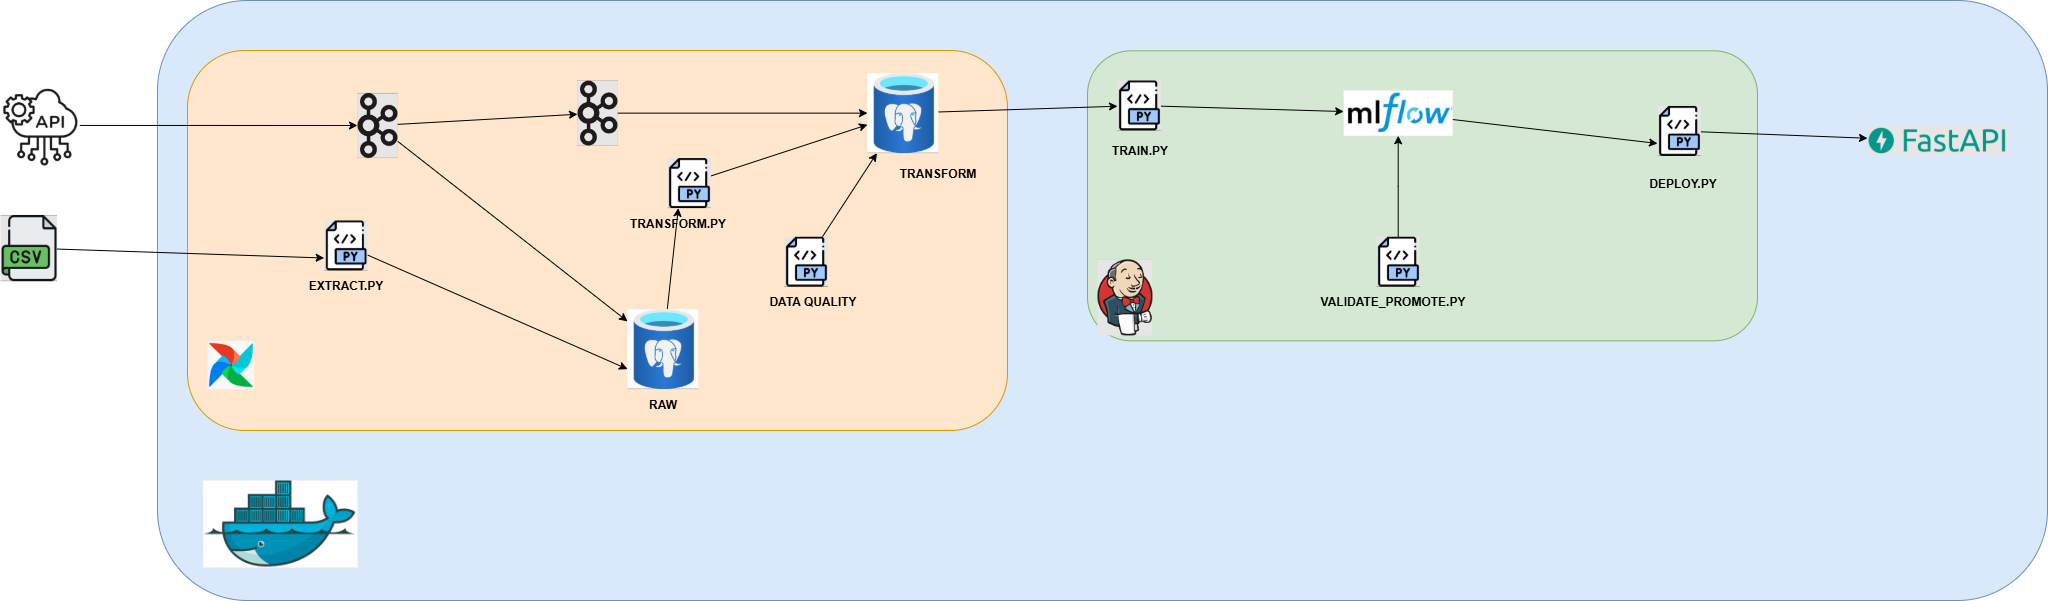 API
CSV
PY
EXTRACT.PY
PY
TRANSFORM.PY
TRANSFORM
PY
DATA QUALITY
RAW
PY
TRAIN.PY
mlflow
PY
VALIDATE_PROMOTE.PY
PY
DEPLOY.PY
FastAPI